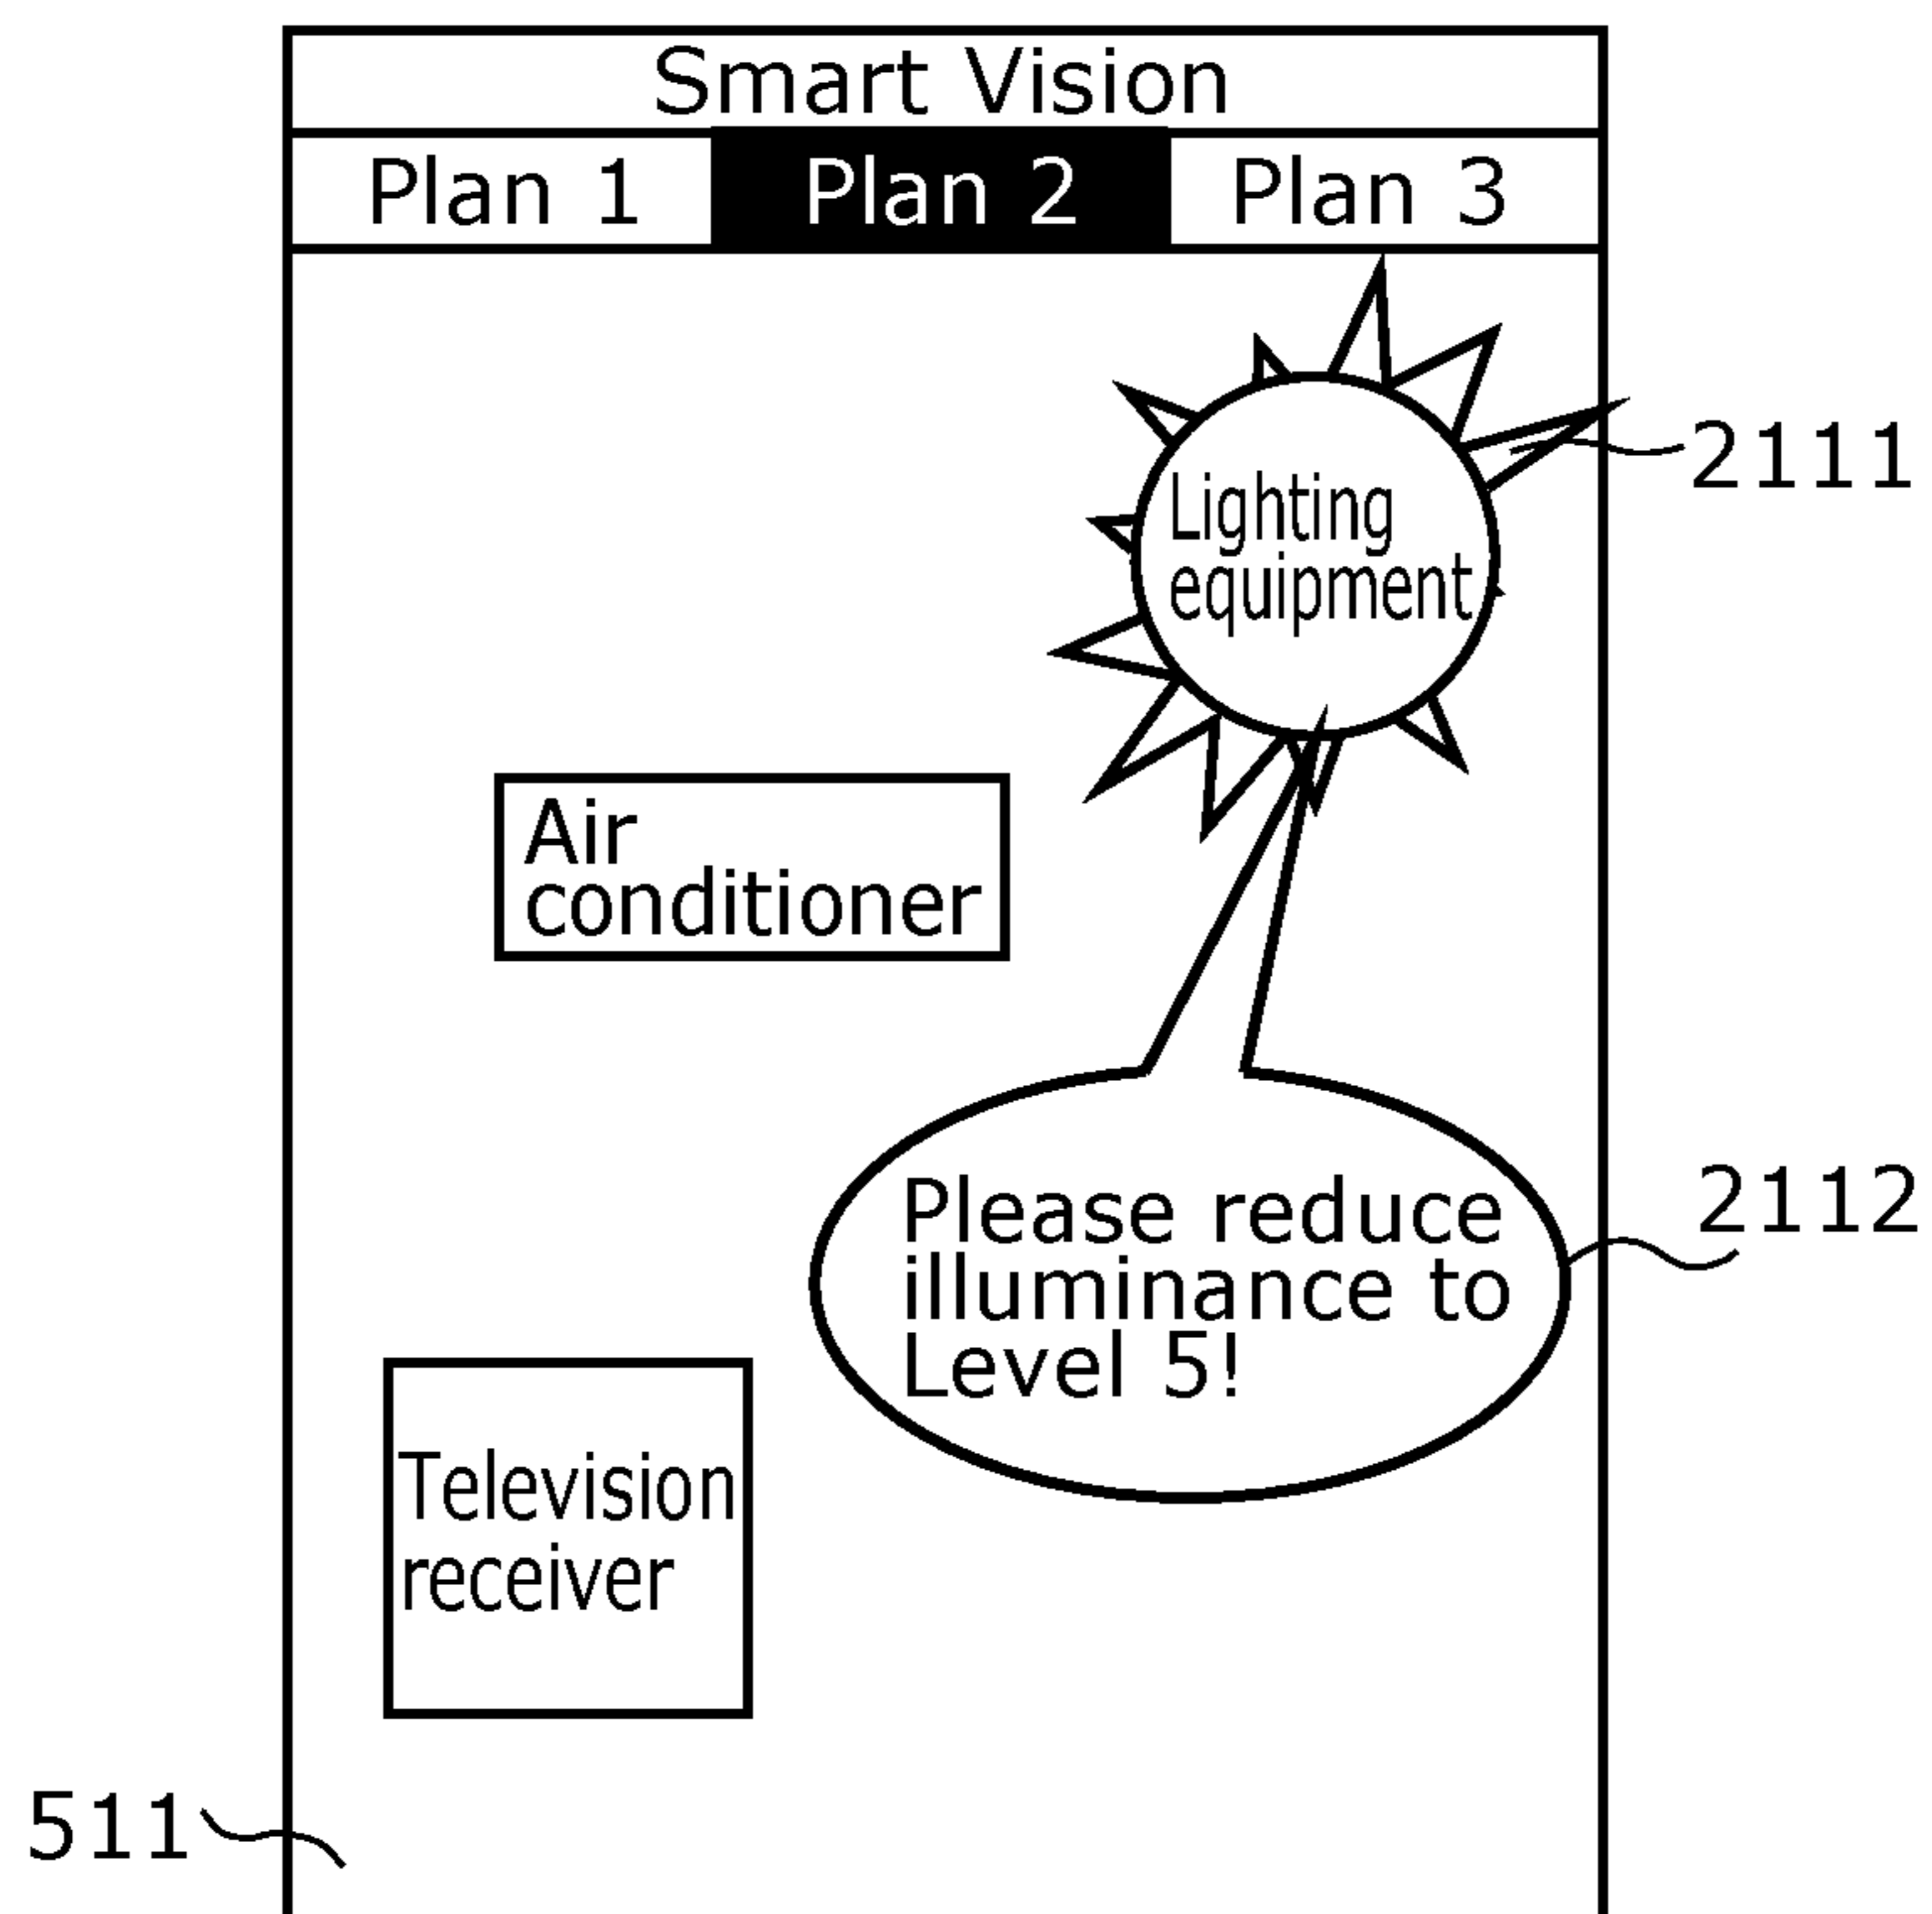 Smart Vision
Plan 1 Plan 2 Plan 3
2111
Lighting
equipment
Air
conditioner
2112
Please reduce
illuminance to
Level 5!
Television
receiver
511